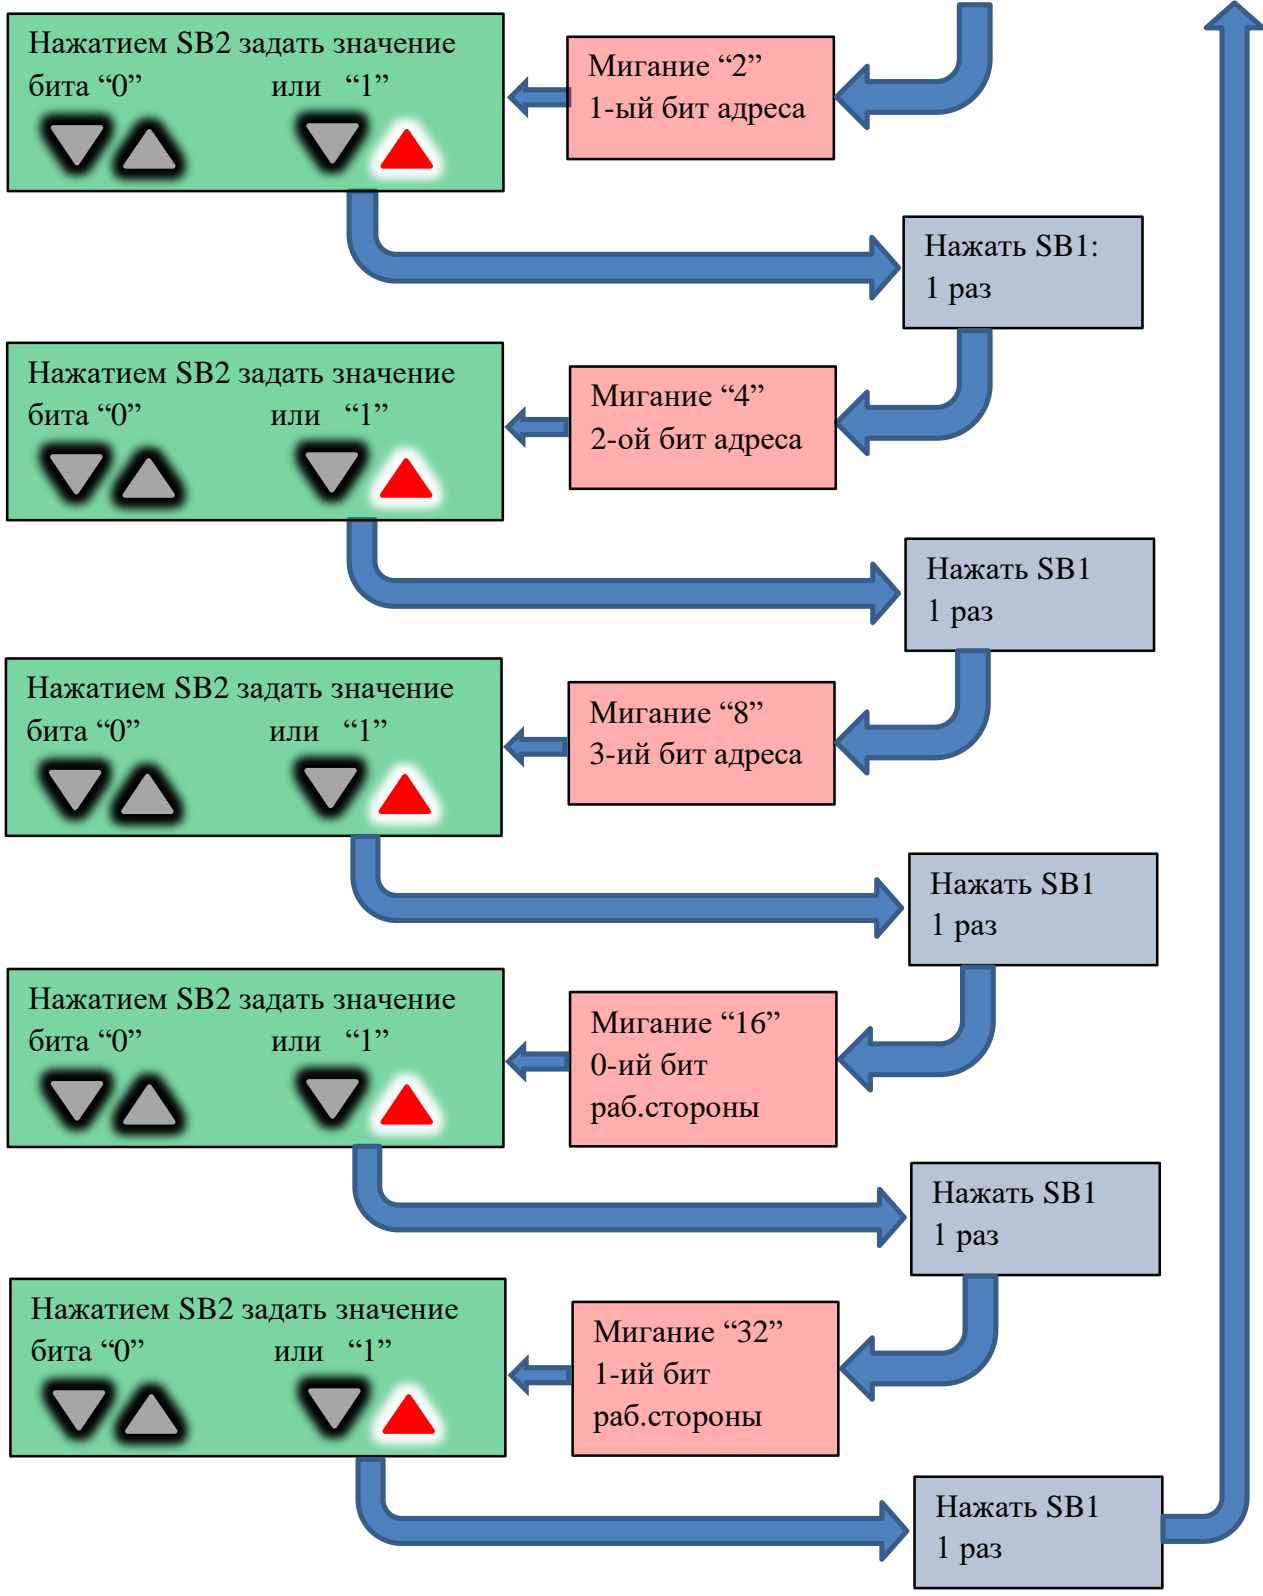 Мигание “2”
1-ый бит адреса
Нажатием SB2 задать значение
бита “0” или “1”
Нажать SB1:
1 раз
Мигание “4”
2-ой бит адреса
Нажатием SB2 задать значение
бита “0” или “1”
Нажать SB1
1 раз
Мигание “8”
3-ий бит адреса
Нажатием SB2 задать значение
бита “0” или “1”
Нажать SB1
1 раз
Мигание “16”
0-ий бит
раб.стороны
Нажатием SB2 задать значение
бита “0” или “1”
Нажать SB1
1 раз
Мигание “32”
1-ий бит
раб.стороны
Нажатием SB2 задать значение
бита “0” или “1”
Нажать SB1
1 раз